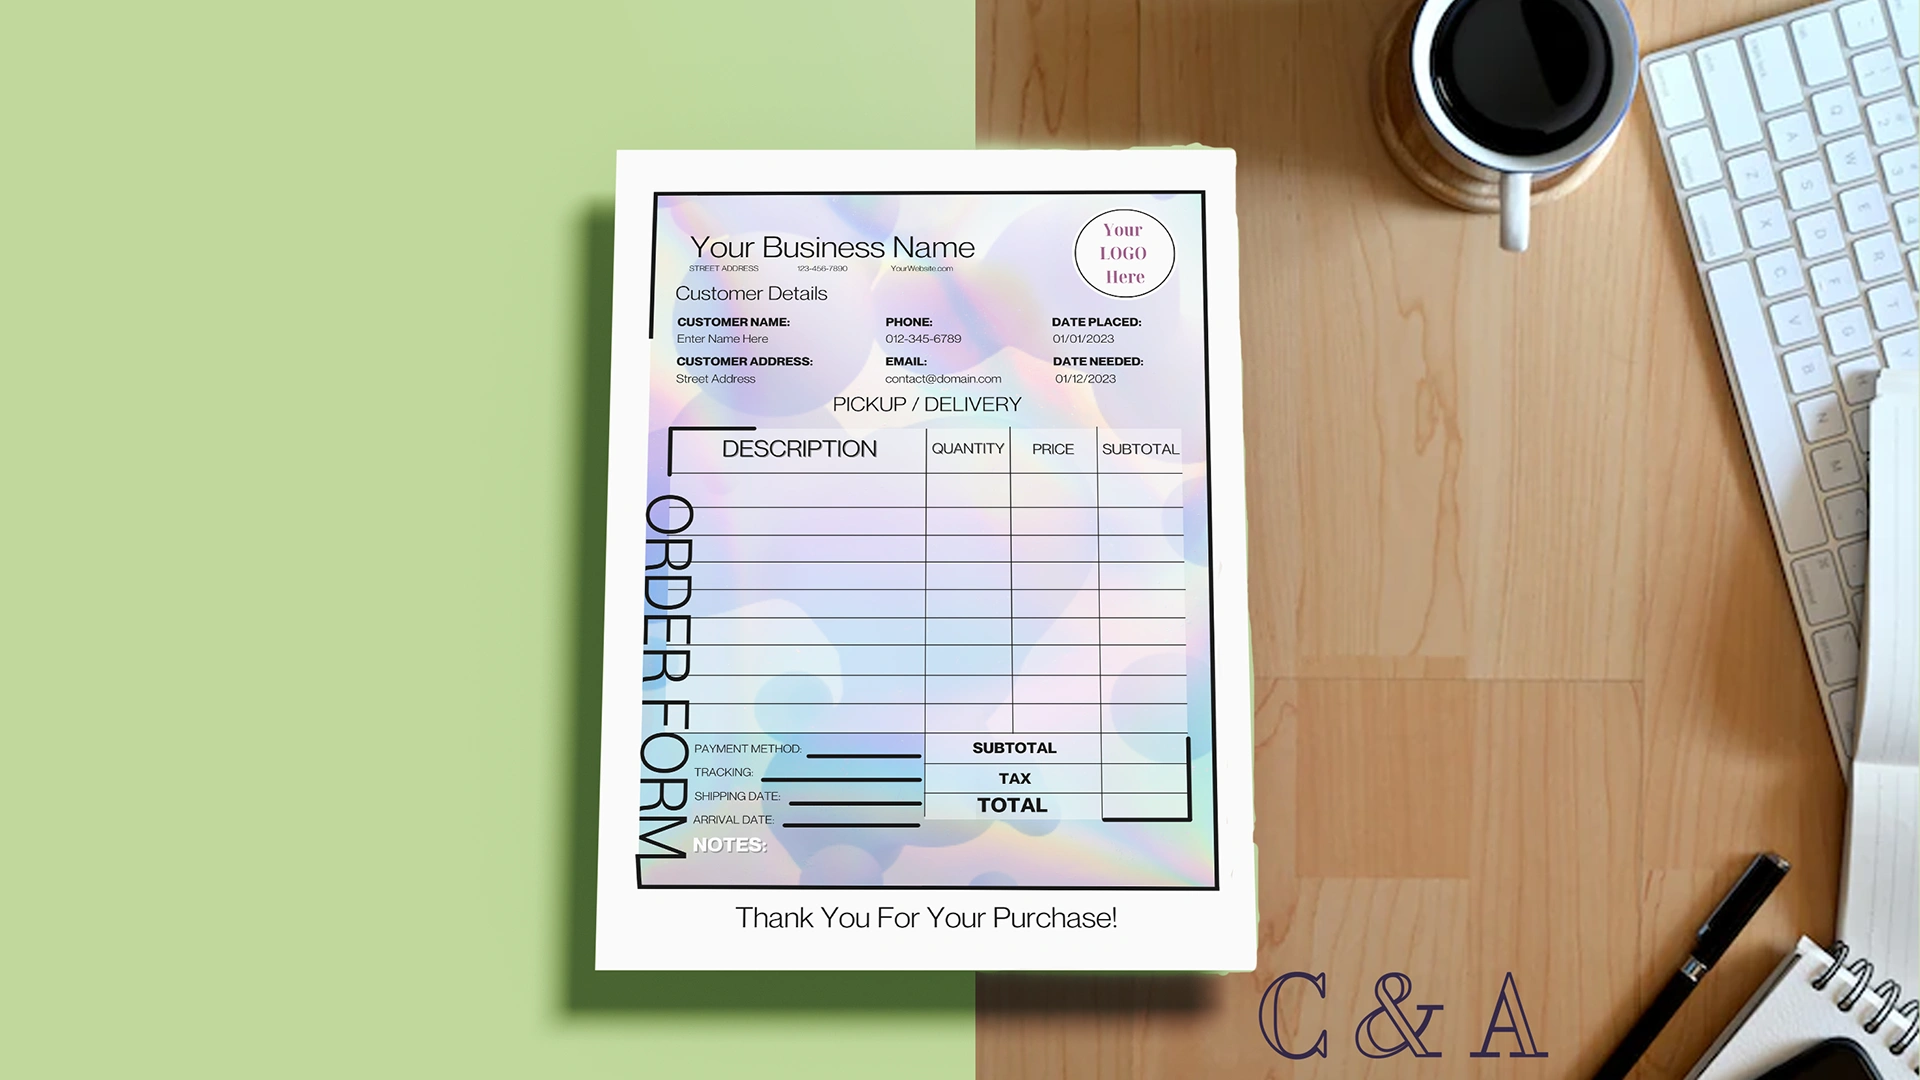 Your Business Name
STREET ADDRESS 123-456-7890 YourWebsite.com
Your
LOGO
Here
Customer Details
CUSTOMER NAME: PHONE: DATE PLACED:
Enter Name Here 012-345-6789 01/01/2023
CUSTOMER ADDRESS: EMAIL: DATE NEEDED:
Street Address contact@domain.com 01/12/2023
PICKUP / DELIVERY
DESCRIPTION QUANTITY PRICE SUBTOTAL
ORDER FORM
PAYMENT METHOD: SUBTOTAL
TRACKING: TAX
SHIPPING DATE: TOTAL
ARRIVAL DATE:
NOTES:
Thank You For Your Purchase!
C & A